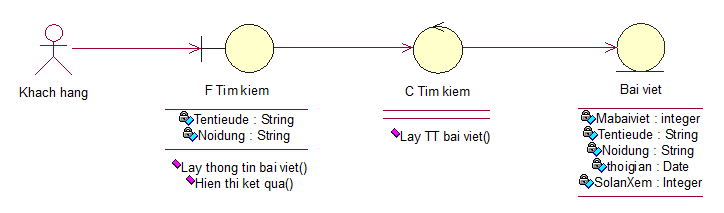 Khach hang
F Tim kiem
Tentieude : String
Noidung : String
Lay thong tin bai viet()
Hien thi ket qua()
C Tim kiem
Lay TT bai viet()
Bai viet
Mabaiviet : integer
Tentieude : String
Noidung : String
thoigian : Date
SolanXem : Integer